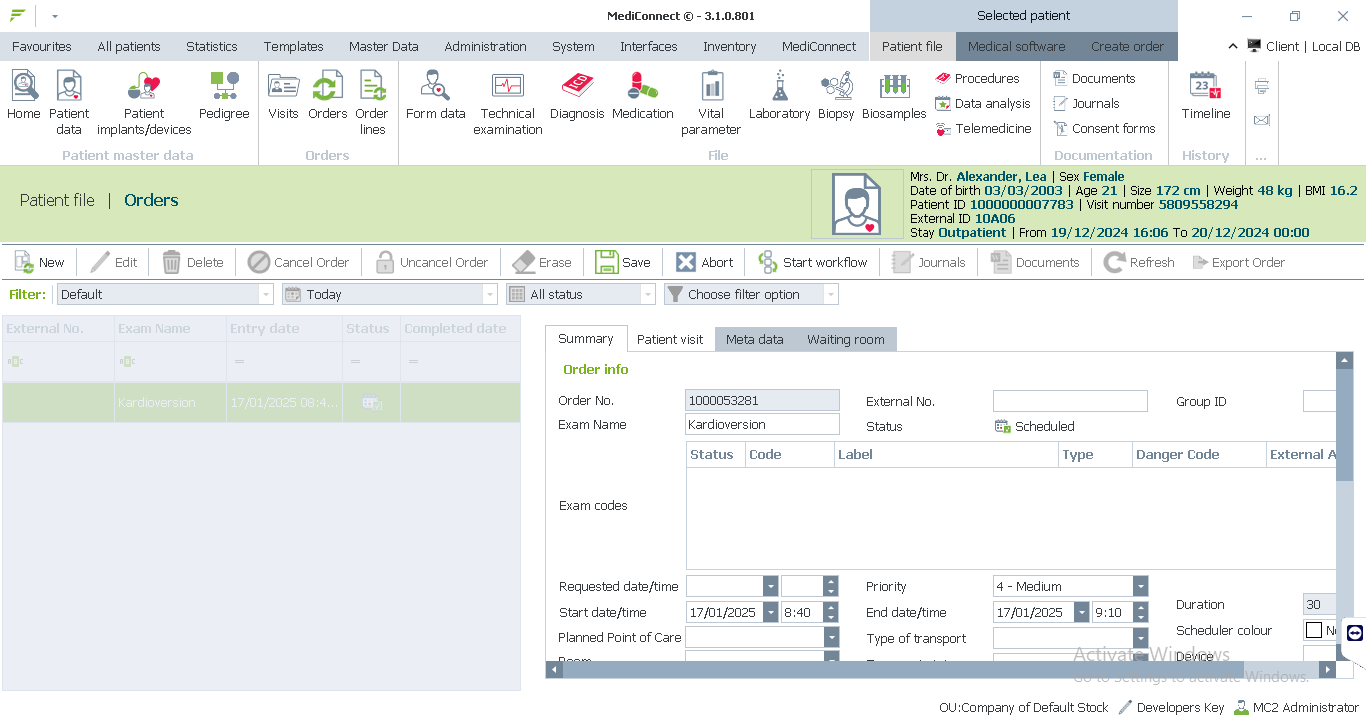 MediConnect © - 3.1.0.801
Selected patient
Favourites All patients Statistics Templates Master Data Administration System Interfaces Inventory MediConnect Patient file Medical software Create order Client | Local DB
Home Patient data Patient implants/devices Pedigree
Patient master data
Visits Orders Order lines
Orders
Form data Technical examination Diagnosis Medication Vital parameter Laboratory Biopsy Biosamples
Procedures
Data analysis
Telemedicine
File
Documents
Journals
Consent forms
Documentation
23
Timeline
History
...
Patient file | Orders
Mrs. Dr. Alexander, Lea | Sex Female
Date of birth 03/03/2003 | Age 21 | Size 172 cm | Weight 48 kg | BMI 16.2
Patient ID 1000000007783 | Visit number 5809558294
External ID 10A06
Stay Outpatient | From 19/12/2024 16:06 To 20/12/2024 00:00
New Edit Delete Cancel Order Uncancel Order Erase Save Abort Start workflow Journals Documents Refresh Export Order
Filter: Default Today All status Choose filter option
External No. Exam Name Entry date Status Completed date
Kardioversion 17/01/2025 08:4...
Summary Patient visit Meta data Waiting room
Order info
Order No. 1000053281 External No. Group ID
Exam Name Kardioversion Status Scheduled
Status Code Label Type Danger Code External A
Exam codes
Requested date/time Priority 4 - Medium
Start date/time 17/01/2025 8:40 End date/time 17/01/2025 9:10 Duration 30
Planned Point of Care Type of transport Scheduler colour
Room Device
Activate Windows
Go to Settings to activate Windows.
OU:Company of Default Stock Developers Key MC2 Administrator